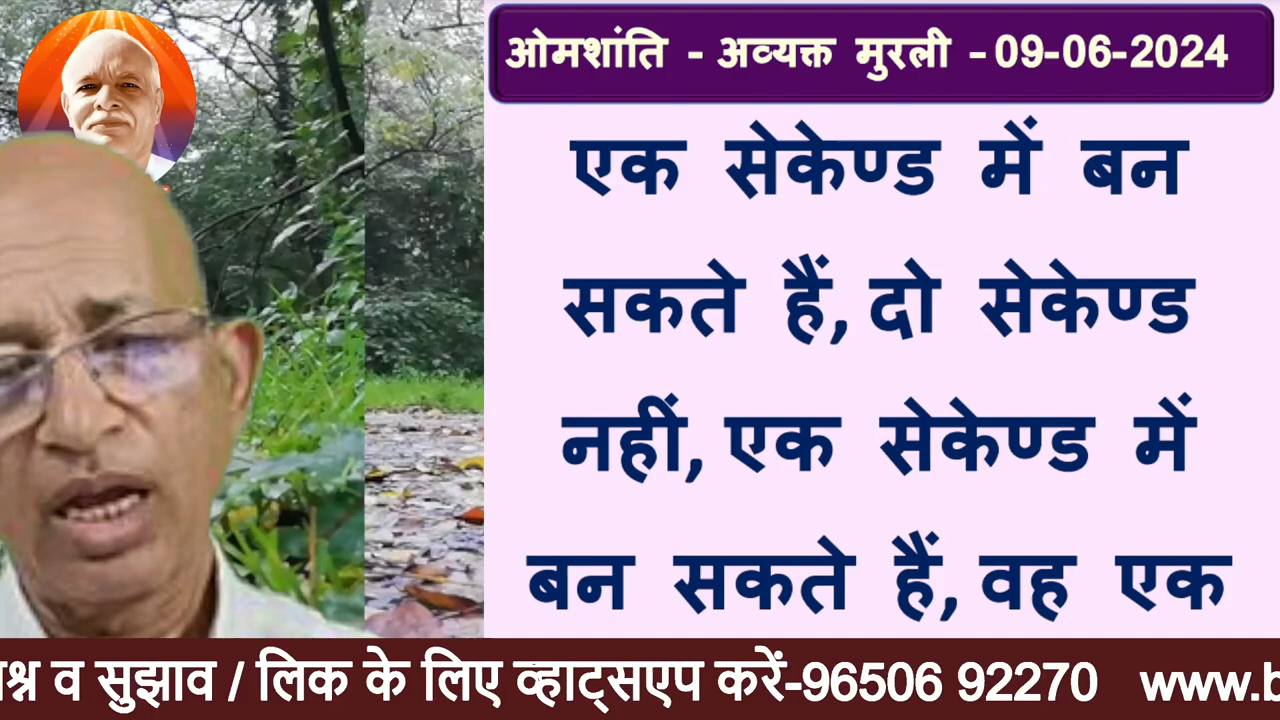 ओमशांति - अव्यक्त मुरली - 09-06-2024
एक सेकेण्ड में बन
सकते हैं, दो सेकेण्ड
नहीं, एक सेकेण्ड में
बन सकते हैं, वह एक
व सुझाव / लिंक के लिए व्हाट्सएप करें-96506 92270 www.b